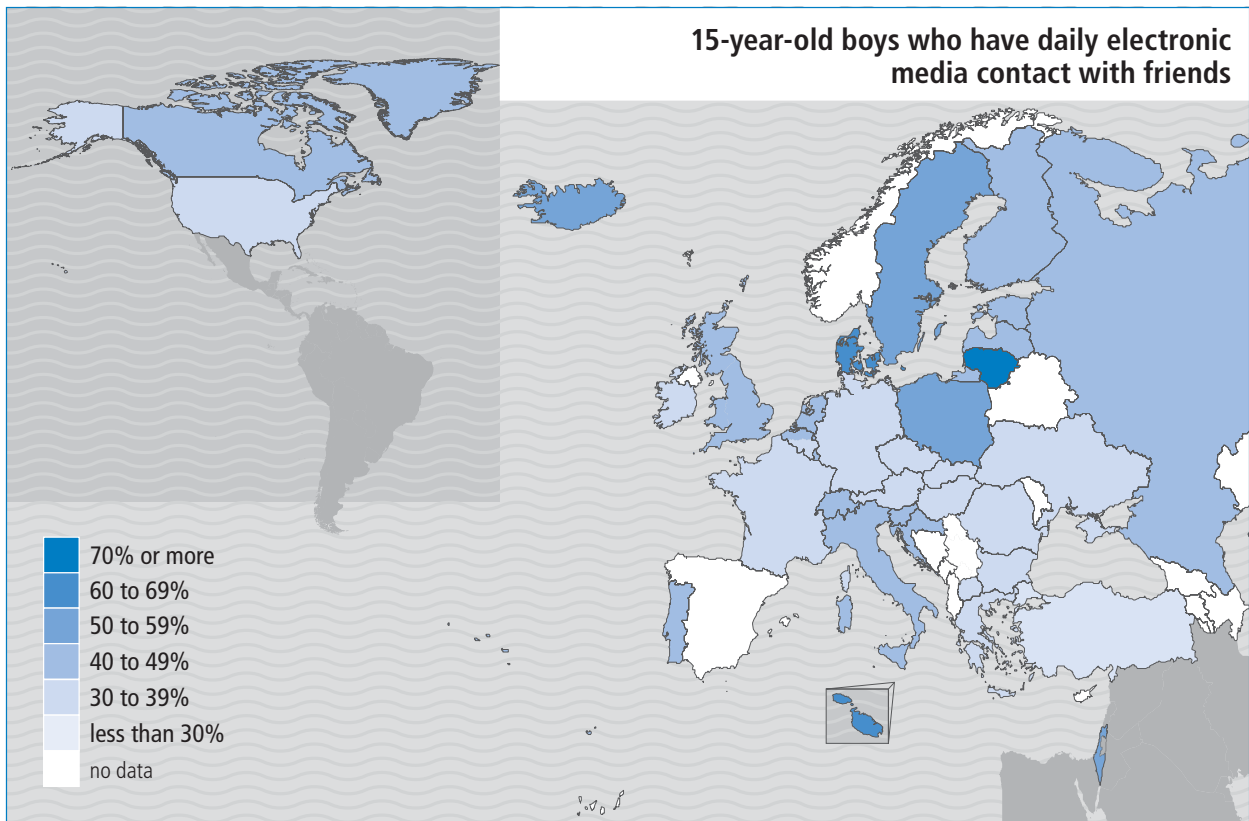 15-year-old boys who have daily electronic
media contact with friends
70% or more
60 to 69%
50 to 59%
40 to 49%
30 to 39%
less than 30%
no data